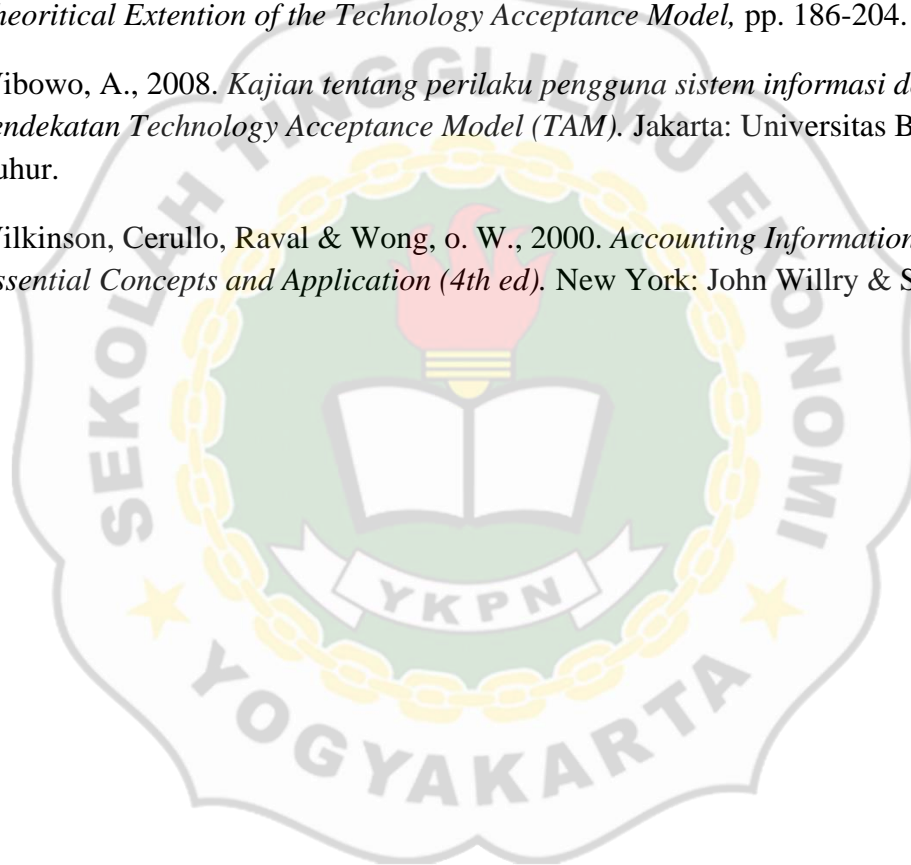 heoritical Extention of the Technology Acceptance Model, pp. 186-204.
ibowo, A., 2008. Kajian tentang perilaku pengguna sistem informasi d
endekatan Technology Acceptance Model (TAM). Jakarta: Universitas B
uhur.
ilkinson, Cerullo, Raval & Wong, o. W., 2000. Accounting Information
ssential Concepts and Application (4th ed). New York: John Willry & S
SEKOLAH TINGGI ILMU EKONOMI
YKPN
YOGYAKARTA